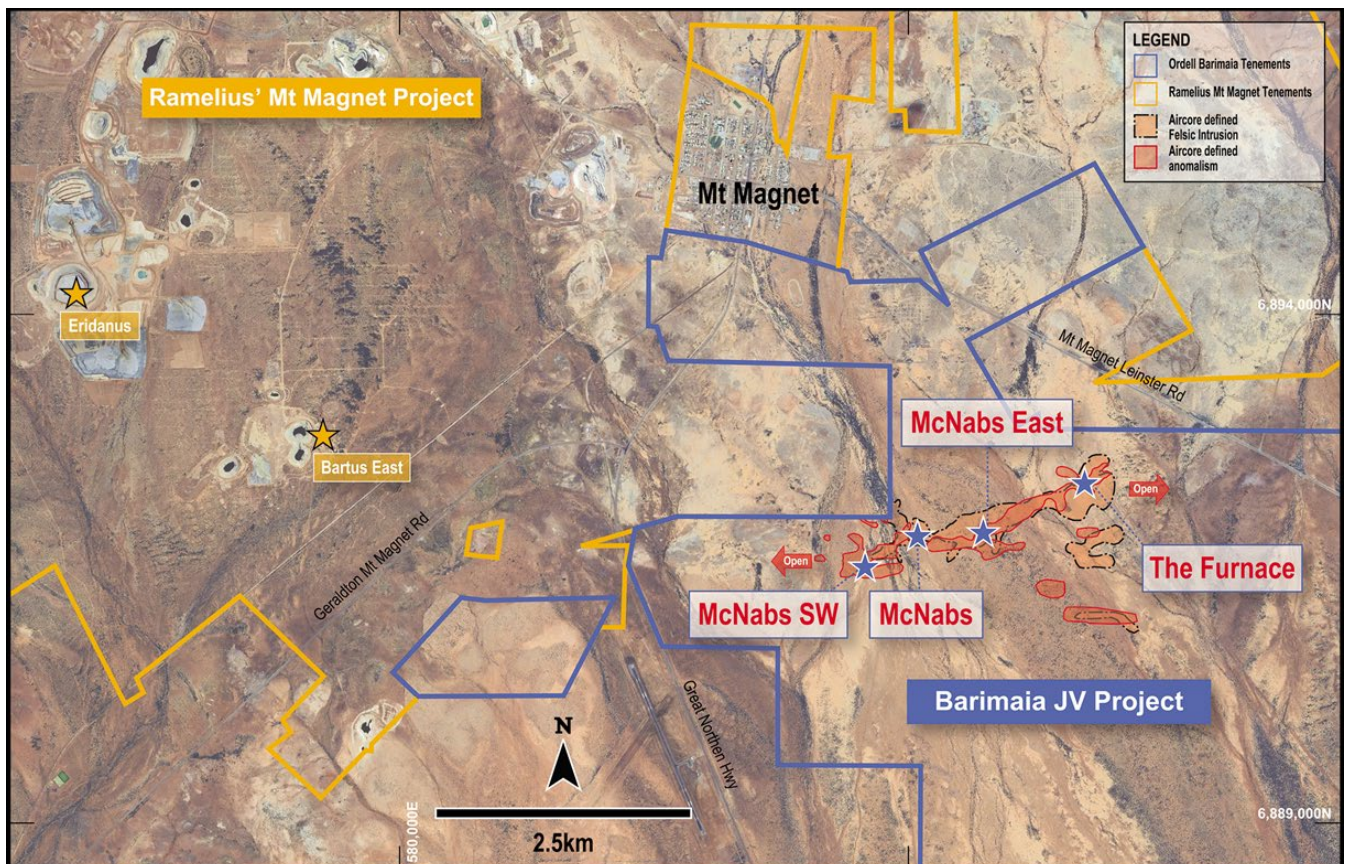 LEGEND
Ordell Barimaia Tenements
Ramelius Mt Magnet Tenements
Aircore defined
Felsic Intrusion
Aircore defined
anomalism
Ramelius' Mt Magnet Project
Mt Magnet
Eridanus
6,894,000N
Mt Magnet Leinster Rd
McNabs East
Bartus East
Open
Geraldton Mt Magnet Rd
Open
The Furnace
McNabs SW
McNabs
Barimaia JV Project
Great Northen Hwy
N
580,000E
2.5km
6,889,000N